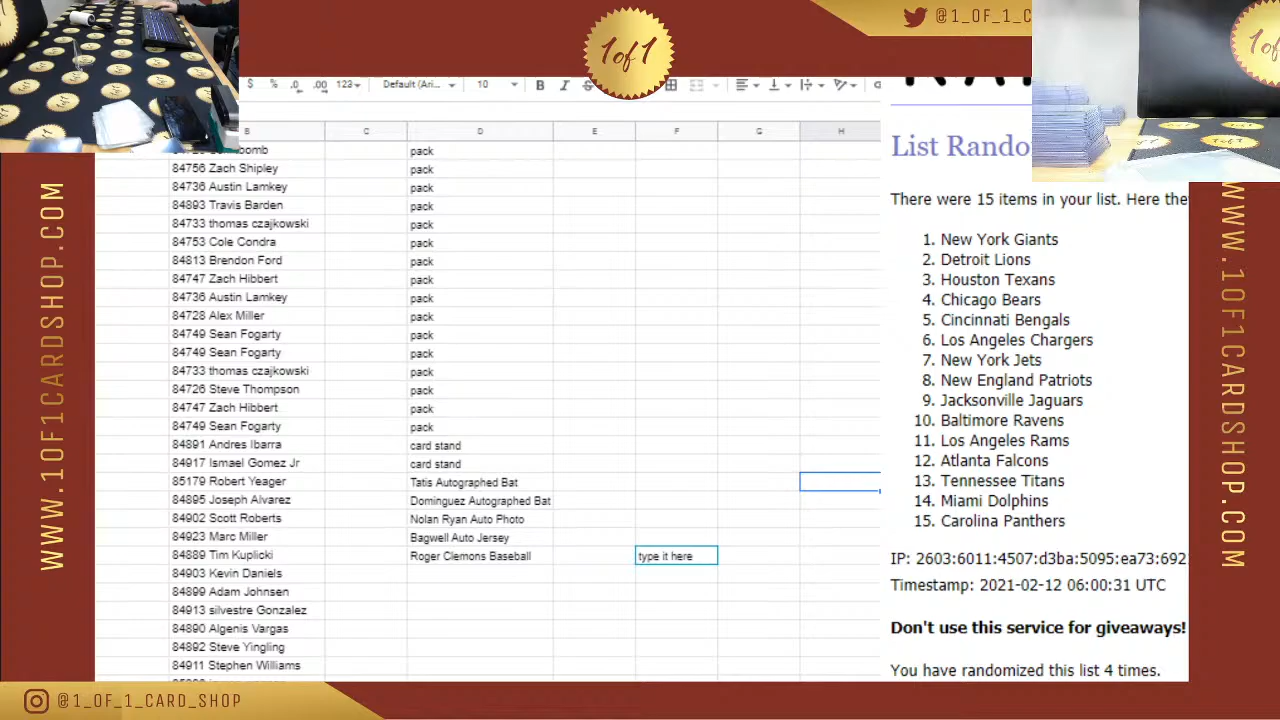 @1_OF_1_C
1of1
$ % .0 .00 123 Default (Ari... 10 B I S
B C D E F G H
bomb pack
84756 Zach Shipley pack
84736 Austin Lamkey pack
84893 Travis Barden pack
84733 thomas czajkowski pack
84753 Cole Condra pack
84813 Brendon Ford pack
84747 Zach Hibbert pack
84736 Austin Lamkey pack
84728 Alex Miller pack
84749 Sean Fogarty pack
84749 Sean Fogarty pack
84733 thomas czajkowski pack
84726 Steve Thompson pack
84747 Zach Hibbert pack
84749 Sean Fogarty pack
84891 Andres Ibarra card stand
84917 Ismael Gomez Jr card stand
85179 Robert Yeager Tatis Autographed Bat
84895 Joseph Alvarez Dominguez Autographed Bat
84902 Scott Roberts Nolan Ryan Auto Photo
84923 Marc Miller Bagwell Auto Jersey
84889 Tim Kuplicki Roger Clemons Baseball type it here
84903 Kevin Daniels
84899 Adam Johnsen
84913 silvestre Gonzalez
84890 Algenis Vargas
84892 Steve Yingling
84911 Stephen Williams
List Rando
There were 15 items in your list. Here the
1. New York Giants
2. Detroit Lions
3. Houston Texans
4. Chicago Bears
5. Cincinnati Bengals
6. Los Angeles Chargers
7. New York Jets
8. New England Patriots
9. Jacksonville Jaguars
10. Baltimore Ravens
11. Los Angeles Rams
12. Atlanta Falcons
13. Tennessee Titans
14. Miami Dolphins
15. Carolina Panthers
IP: 2603:6011:4507:d3ba:5095:ea73:692
Timestamp: 2021-02-12 06:00:31 UTC
Don't use this service for giveaways!
You have randomized this list 4 times.
WWW.1OF1CARDSHOP.COM
WWW.1OF1CARDSHOP.COM
@1_OF_1_CARD_SHOP